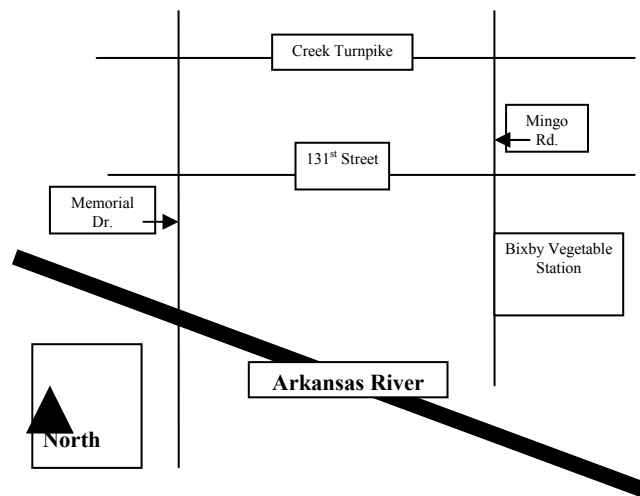 Creek Turnpike
Mingo
Rd.
131st Street
Memorial
Dr.
Bixby Vegetable
Station
Arkansas River
North